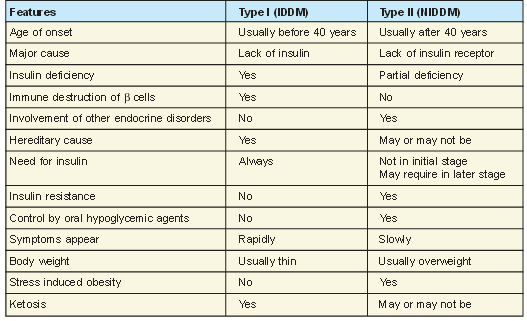 Features Type I (IDDM) Type II (NIDDM)
Age of onset Usually before 40 years Usually after 40 years
Major cause Lack of insulin Lack of insulin receptor
Insulin deficiency Yes Partial deficiency
Immune destruction of β cells Yes No
Involvement of other endocrine disorders No Yes
Hereditary cause Yes May or may not be
Need for insulin Always Not in initial stage
May require in later stage
Insulin resistance No Yes
Control by oral hypoglycemic agents No Yes
Symptoms appear Rapidly Slowly
Body weight Usually thin Usually overweight
Stress induced obesity No Yes
Ketosis Yes May or may not be